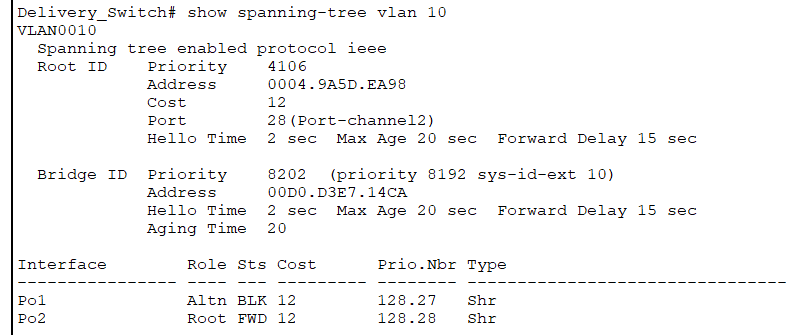 Delivery_Switch# show spanning-tree vlan 10
VLAN0010
  Spanning tree enabled protocol ieee
  Root ID    Priority    4106
             Address     0004.9A5D.EA98
             Cost        12
             Port        28(Port-channel2)
             Hello Time  2 sec  Max Age 20 sec  Forward Delay 15 sec

  Bridge ID  Priority    8202  (priority 8192 sys-id-ext 10)
             Address     00D0.D3E7.14CA
             Hello Time  2 sec  Max Age 20 sec  Forward Delay 15 sec
             Aging Time  20

Interface        Role Sts Cost      Prio.Nbr Type
---------------- ---- --- --------- -------- --------------------------------
Po1              Altn BLK 12        128.27   Shr
Po2              Root FWD 12        128.28   Shr